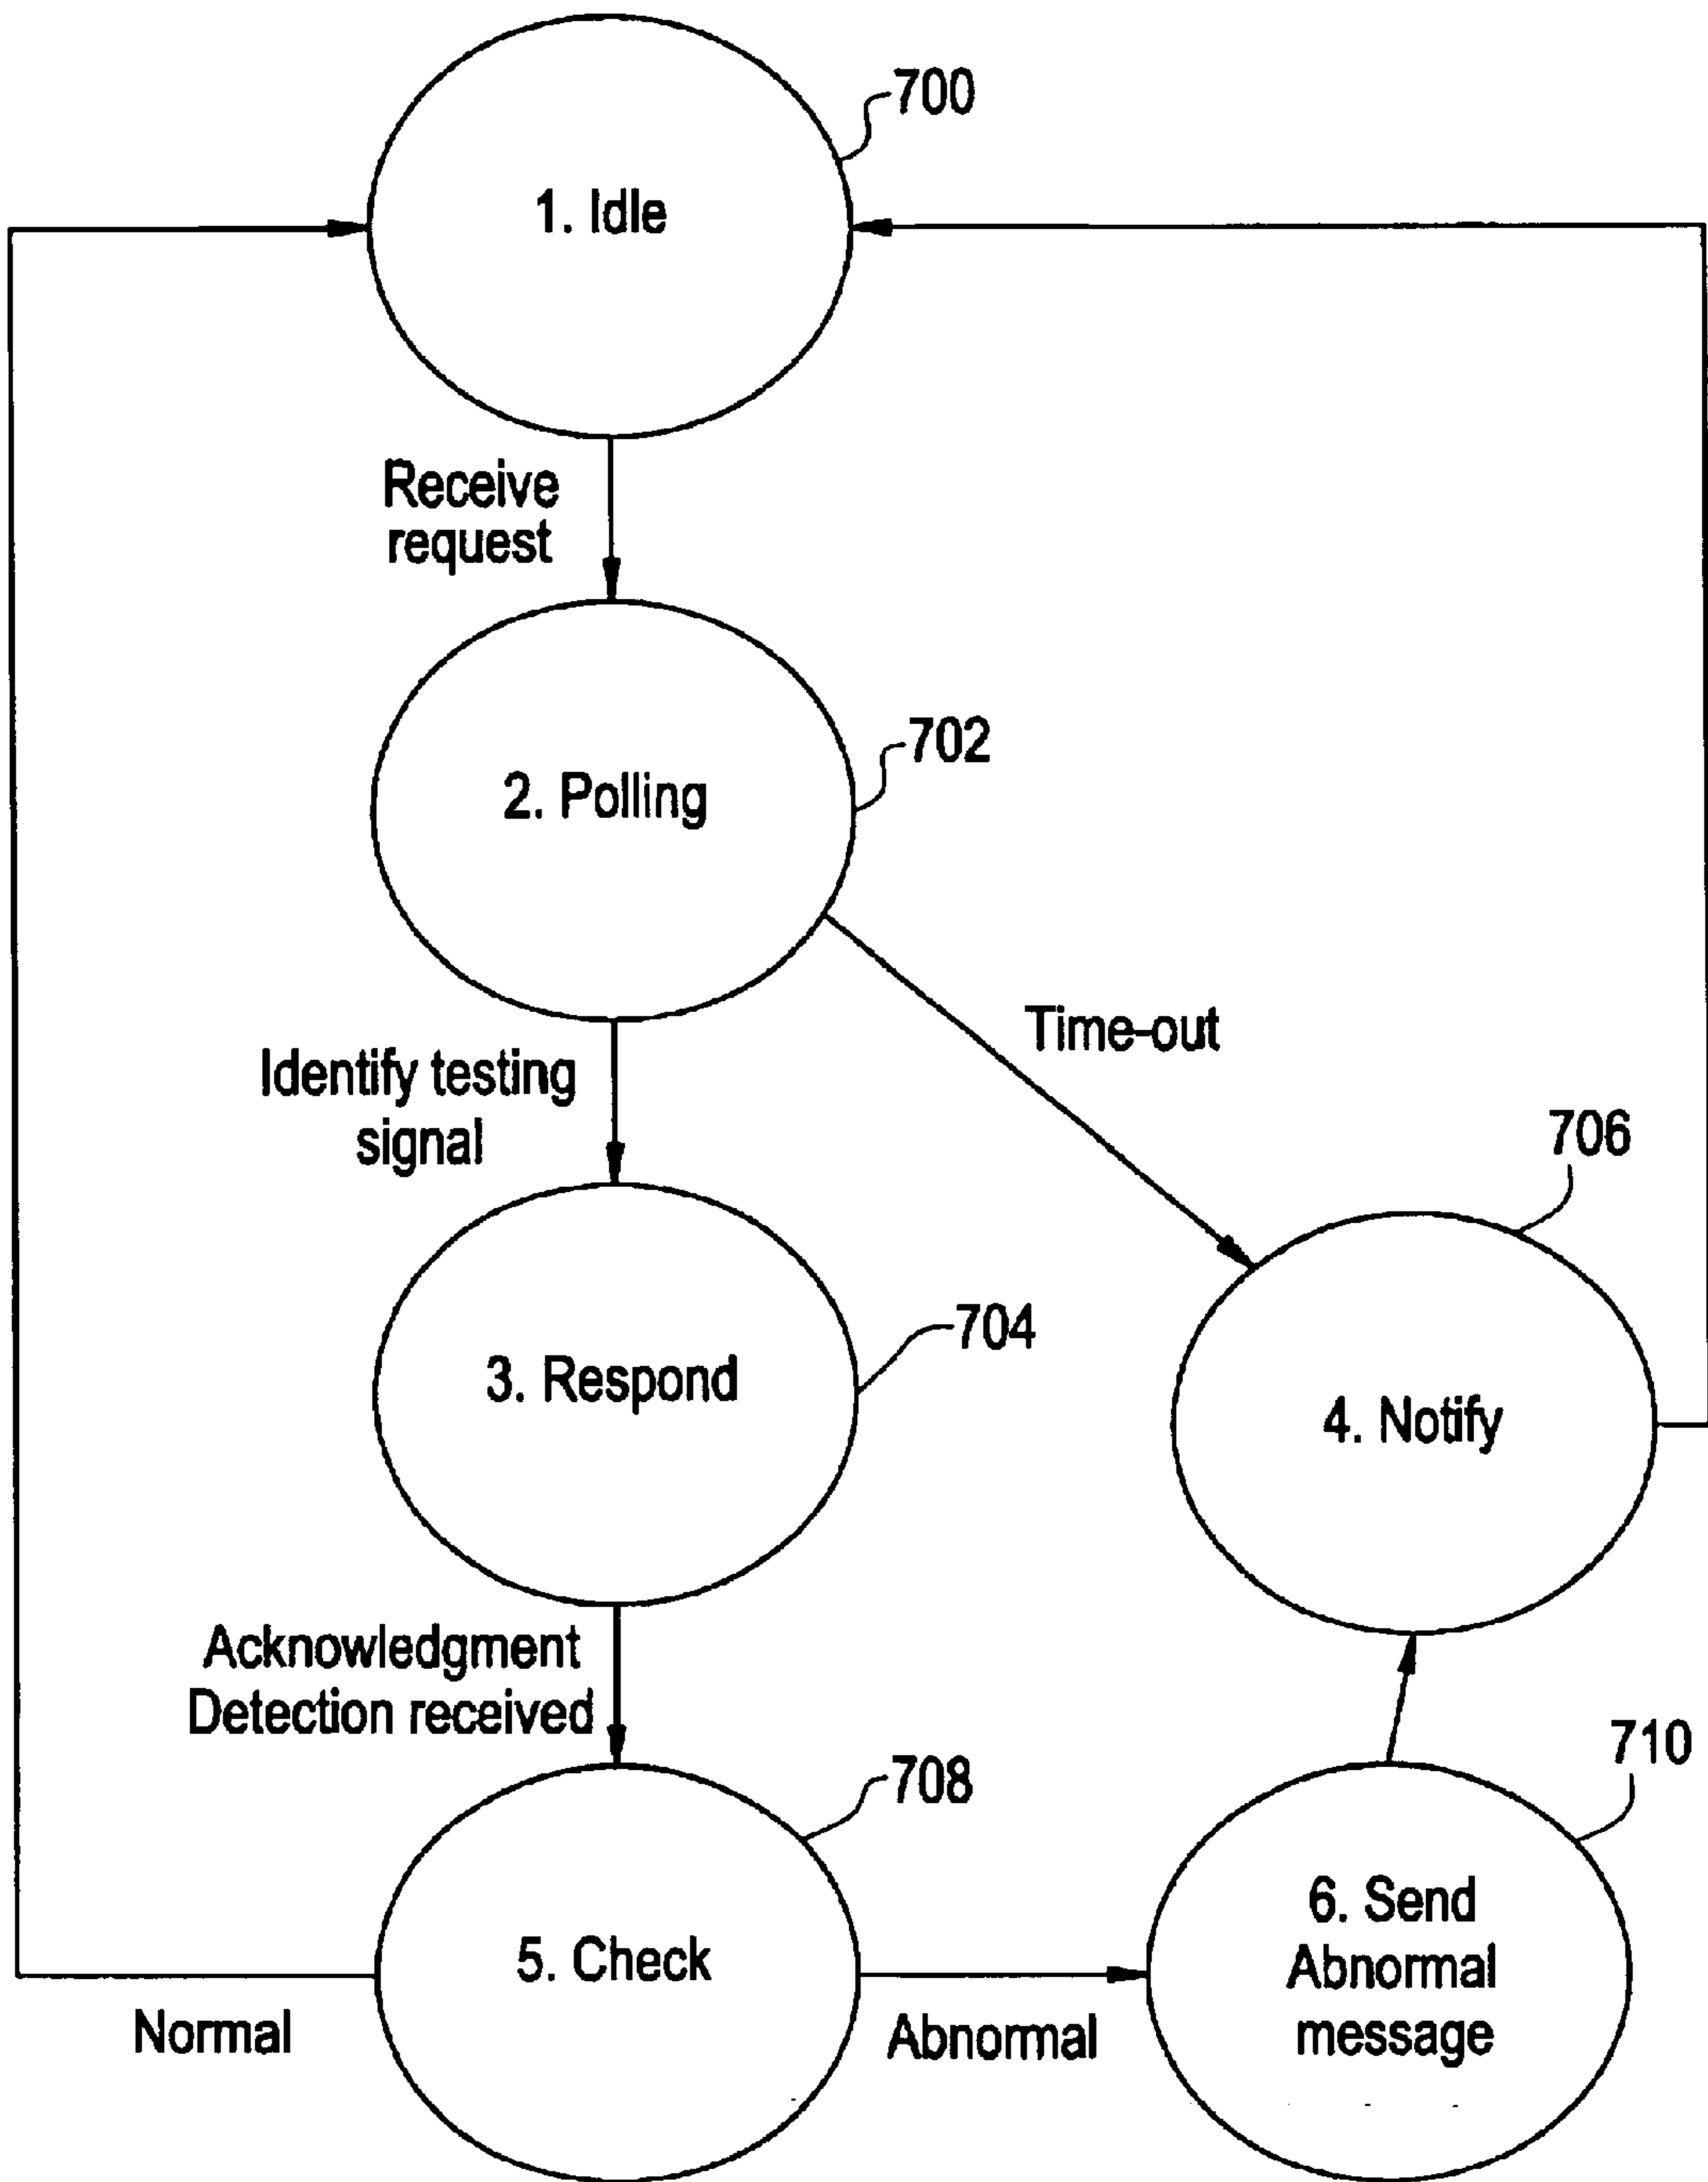 700
1. Idle
Receive
request
702
2. Polling
Time-out
Identify testing
signal
706
704
3. Respond
4. Notify
Acknowledgment
Detection received
708
710
5. Check
6. Send
Abnormal
message
Normal
Abnormal